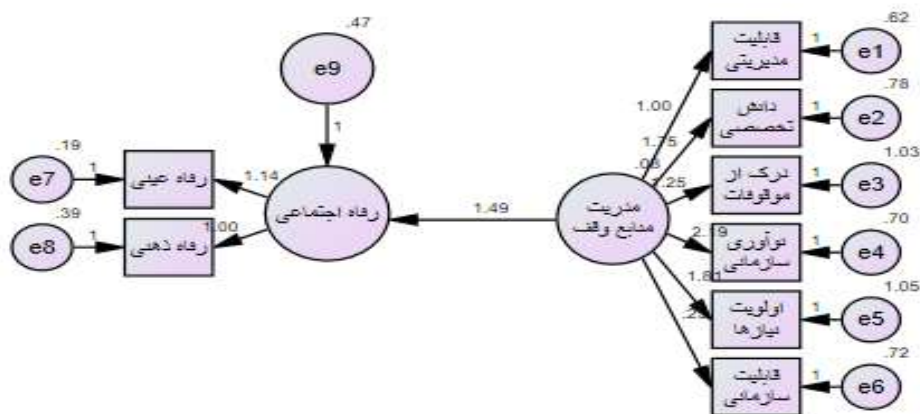 .47
e9
1
.19
e7
1
رفاه عینی
1.14
.39
e8
1
رفاه ذهنی
1.00
رفاه اجتماعی
1.49
مدریت
منابع وقف
.08
1.00
قابلیت
مدیریتی
1
e1
.62
1.75
دانش
تخصصی
1
e2
.78
.25
درک از
موقوفات
1
e3
1.03
2.19
نوآوری
سازمانی
1
e4
.70
1.81
اولویت
نیازها
1
e5
1.05
قابلیت
سازمانی
1
e6
.72